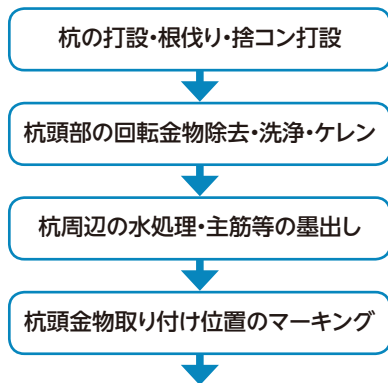 杭の打設・根伐り・捨コン打設
杭頭部の回転金物除去・洗浄・ケレン
杭周辺の水処理・主筋等の墨出し
杭頭金物取り付け位置のマーキング